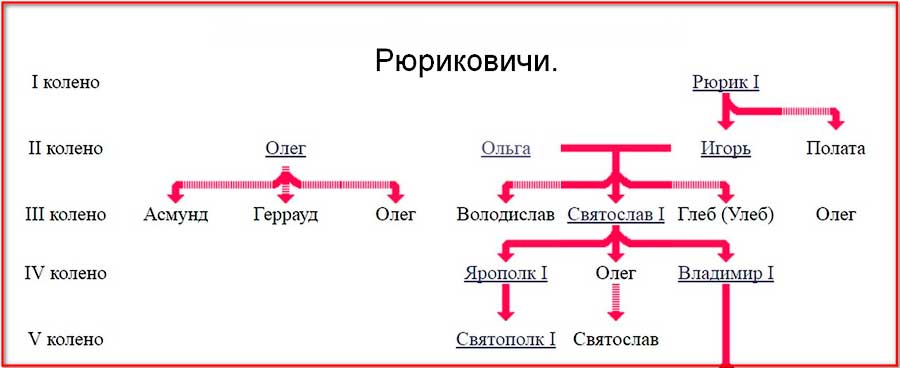 Рюриковичи.
I колено Рюрик I
II колено Олег Ольга Игорь Полата
III колено Асмунд Геррауд Олег Володислав Святослав I Глеб (Улеб) Олег
IV колено Ярополк I Олег Владимир I
V колено Святополк I Святослав